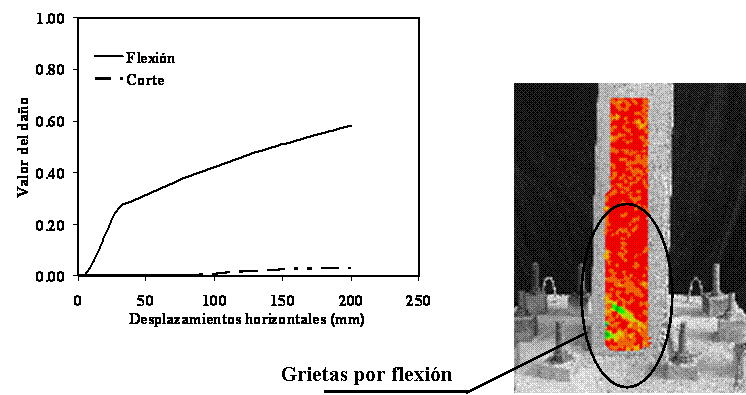 1.00
0.80
0.60
0.40
0.20
0.00
Valor del daño
Flexión
Corte
0 50 100 150 200 250
Desplazamientos horizontales (mm)
Grietas por flexión